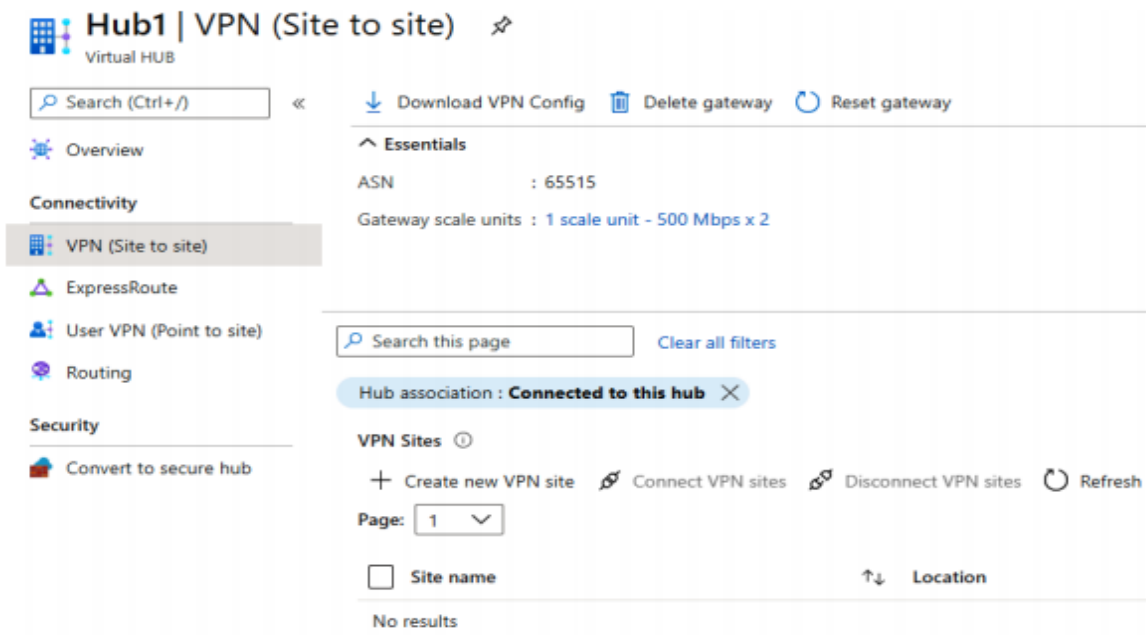 Hub1 | VPN (Site to site)
Virtual HUB
Search (Ctrl+/)
«
Overview
Connectivity
VPN (Site to site)
ExpressRoute
User VPN (Point to site)
Routing
Security
Convert to secure hub
Download VPN Config Delete gateway Reset gateway
Essentials
ASN : 65515
Gateway scale units : 1 scale unit - 500 Mbps x 2
Search this page Clear all filters
Hub association : Connected to this hub
VPN Sites
Create new VPN site Connect VPN sites Disconnect VPN sites Refresh
Page: 1
Site name Location
No results